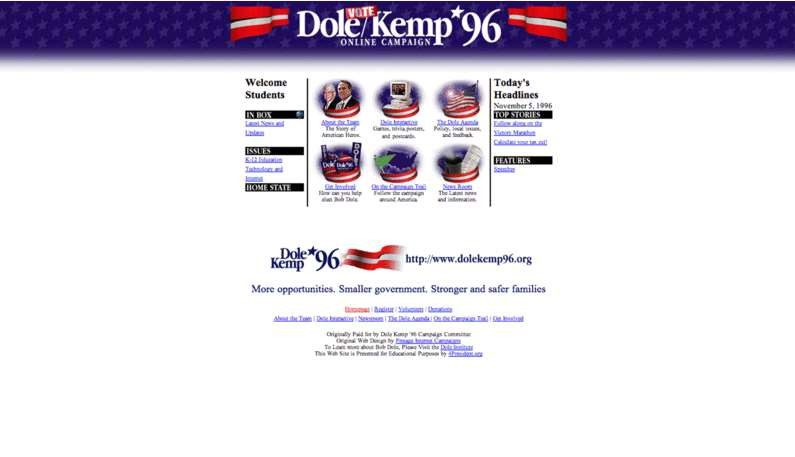 VOTE
Dole/Kemp '96
ONLINE CAMPAIGN
Welcome
Students
IN BOX
Latest News and
Updates
ISSUES
K-12 Education
Technology and
Internet
HOME STATE
About the Team
The Story of
American Heros.
Dole Interactive
Games, trivia,posters,
and postcards.
The Dole Agenda
Policy, local issues,
and feedback.
Get Involved
How can you help
elect Bob Dole.
On the Campaign Trail
Follow the campaign
around America.
News Room
The Latest news
and information.
Today's
Headlines
November 5, 1996
TOP STORIES
Follow along on the
Victory Marathon
Calculate your tax cut!
FEATURES
Speeches
Dole Kemp '96
http://www.dolekemp96.org
More opportunities. Smaller government. Stronger and safer families
Homepage | Register | Volunteers | Donations
About the Team | Dole Interactive | Newsroom | The Dole Agenda | On the Campaign Trail | Get Involved
Originally Paid for by Dole Kemp '96 Campaign Committee
Original Web Design by Presage Internet Campaigns
To Learn more about Bob Dole, Please Visit the Dole Institute
This Web Site is Presented for Educational Purposes by 4President.org